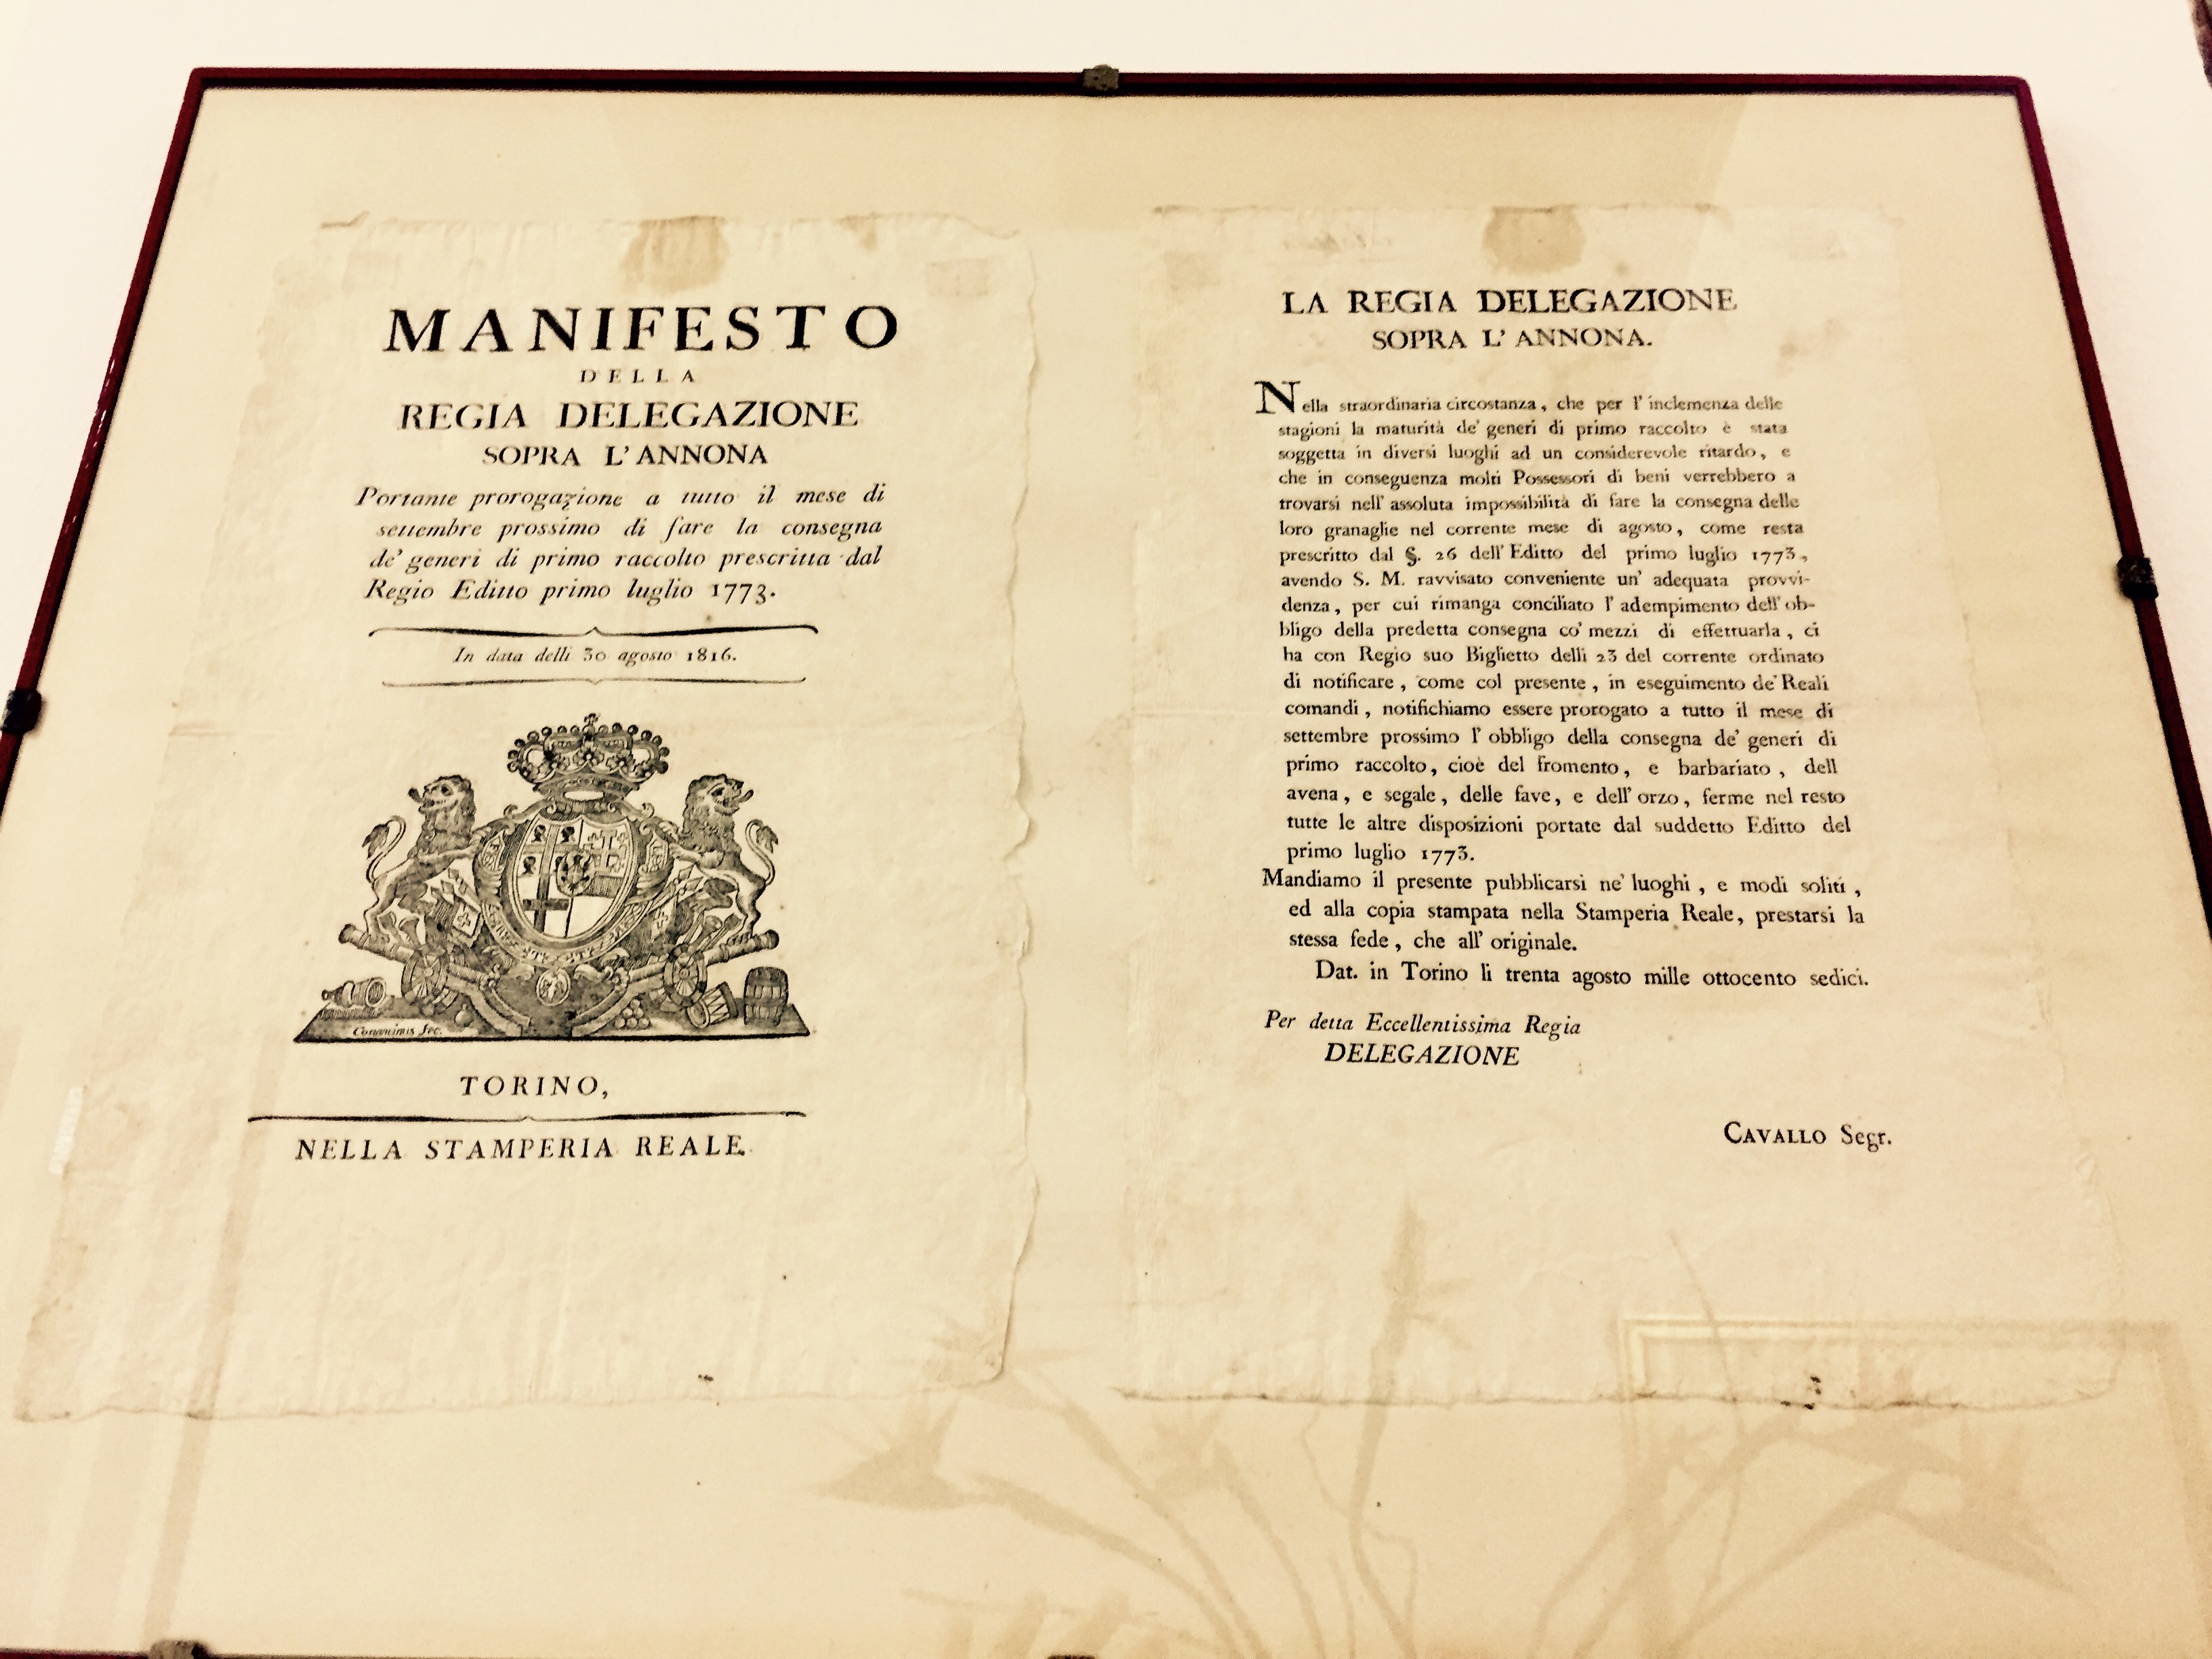 MANIFESTO
DELLA
REGIA DELEGAZIONE
SOPRA L'ANNONA
Portante prorogazione a tutto il mese di
settembre prossimo di fare la consegna
de' generi di primo raccolto prescritta dal
Regio Editto primo luglio 1773.
In data delli 30 agosto 1816.
TORINO,
NELLA STAMPERIA REALE.
LA REGIA DELEGAZIONE
SOPRA L'ANNONA.
Nella straordinaria circostanza, che per l'inclemenza delle
stagioni la maturità de' generi di primo raccolto è stata
soggetta in diversi luoghi ad un considerevole ritardo, e
che in conseguenza molti Possessori di beni verrebbero a
trovarsi nell' assoluta impossibilità di fare la consegna delle
loro granaglie nel corrente mese di agosto, come resta
prescritto dal §. 26 dell' Editto del primo luglio 1773,
avendo S. M. ravvisato conveniente un' adequata provvi-
denza, per cui rimanga conciliato l'adempimento dell' ob-
bligo della predetta consegna co' mezzi di effettuarla, ci
ha con Regio suo Biglietto delli 23 del corrente ordinato
di notificare, come col presente, in eseguimento de' Reali
comandi, notifichiamo essere prorogato a tutto il mese di
settembre prossimo l'obbligo della consegna de' generi di
primo raccolto, cioè del fromento, e barbariato, dell
avena, e segale, delle fave, e dell' orzo, ferme nel resto
tutte le altre disposizioni portate dal suddetto Editto del
primo luglio 1773.
Mandiamo il presente pubblicarsi ne' luoghi, e modi soliti,
ed alla copia stampata nella Stamperia Reale, prestarsi la
stessa fede, che all' originale.
Dat. in Torino li trenta agosto mille ottocento sedici.
Per detta Eccellentissima Regia
DELEGAZIONE
CAVALLO Segr.